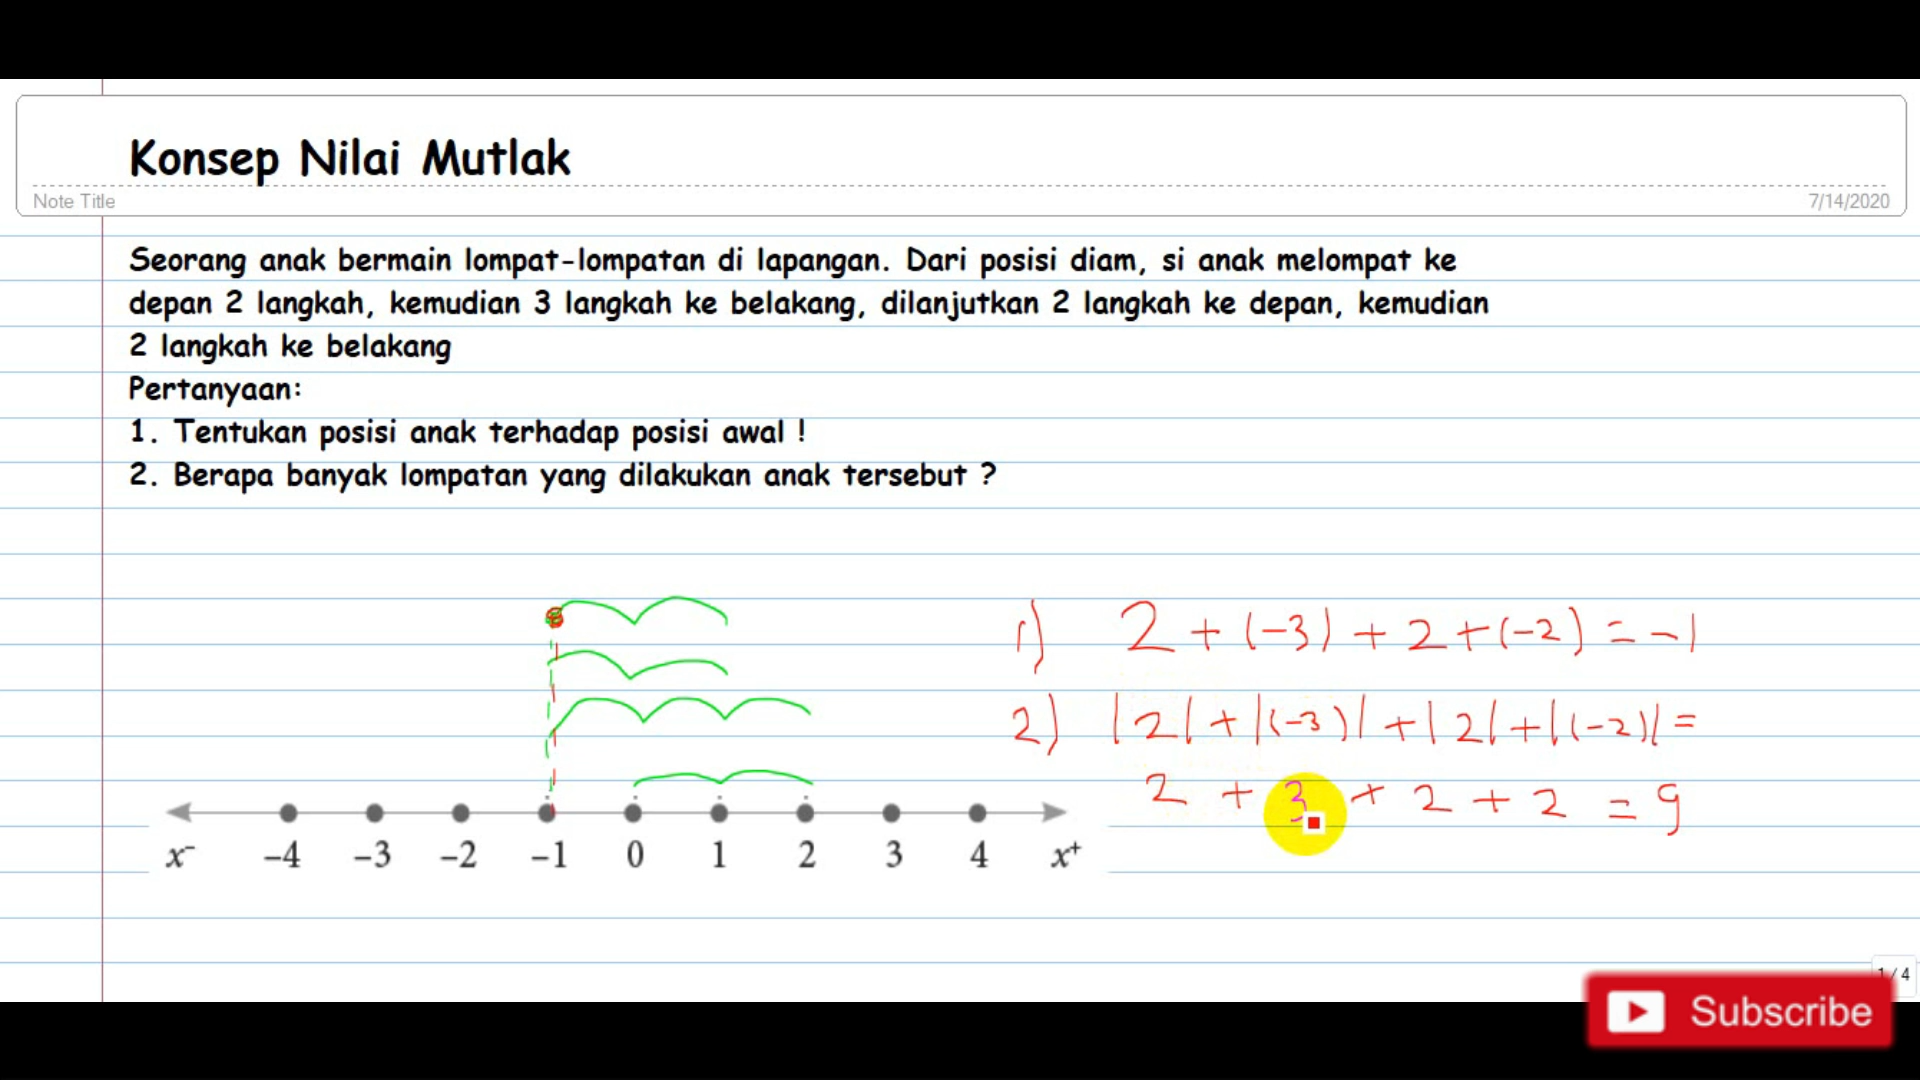 Konsep Nilai Mutlak
Note Title
7/14/2020
Seorang anak bermain lompat-lompatan di lapangan. Dari posisi diam, si anak melompat ke
depan 2 langkah, kemudian 3 langkah ke belakang, dilanjutkan 2 langkah ke depan, kemudian
2 langkah ke belakang
Pertanyaan:
1. Tentukan posisi anak terhadap posisi awal !
2. Berapa banyak lompatan yang dilakukan anak tersebut ?
1) 2 + (-3) + 2 + (-2) = -1
2) |2| + |(-3)| + |2| + |(-2)| =
2 + 3 + 2 + 2 = 9
x⁻ -4 -3 -2 -1 0 1 2 3 4 x⁺
1 / 4
Subscribe